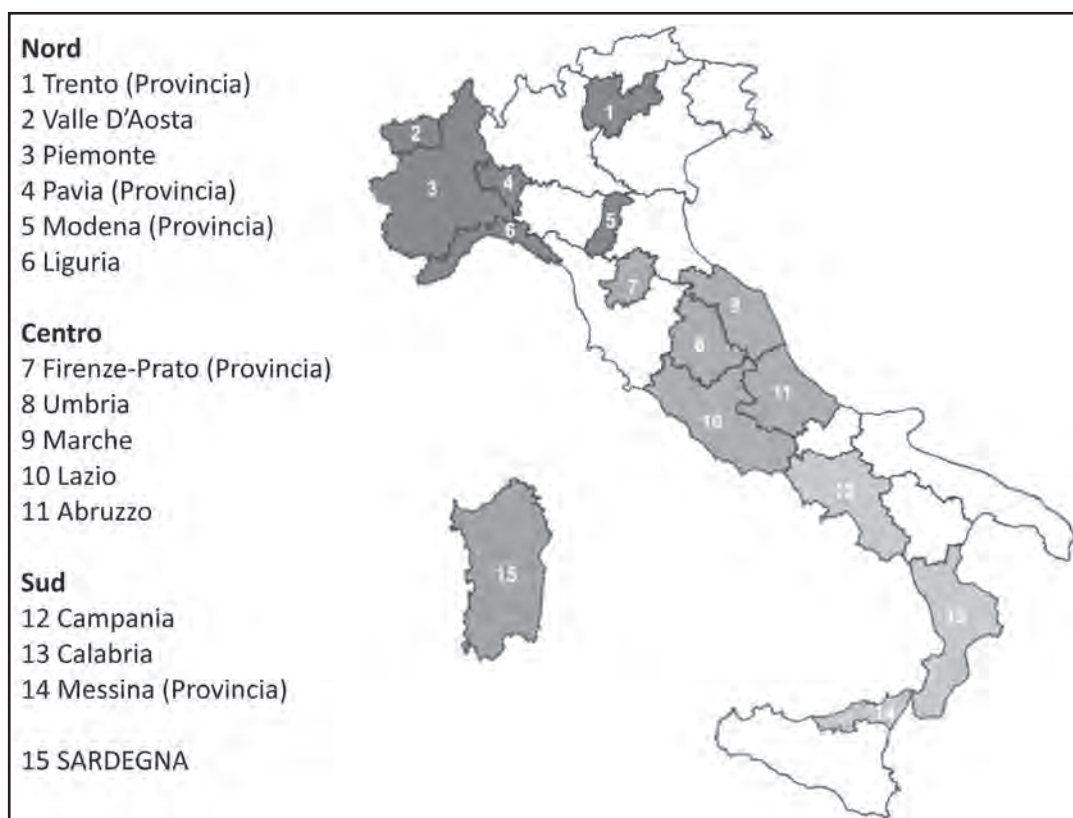 Nord
1 Trento (Provincia)
2 Valle D'Aosta
3 Piemonte
4 Pavia (Provincia)
5 Modena (Provincia)
6 Liguria
Centro
7 Firenze-Prato (Provincia)
8 Umbria
9 Marche
10 Lazio
11 Abruzzo
Sud
12 Campania
13 Calabria
14 Messina (Provincia)
15 SARDEGNA
1
2
3
4
5
6
7
9
8
11
10
12
15
13
14